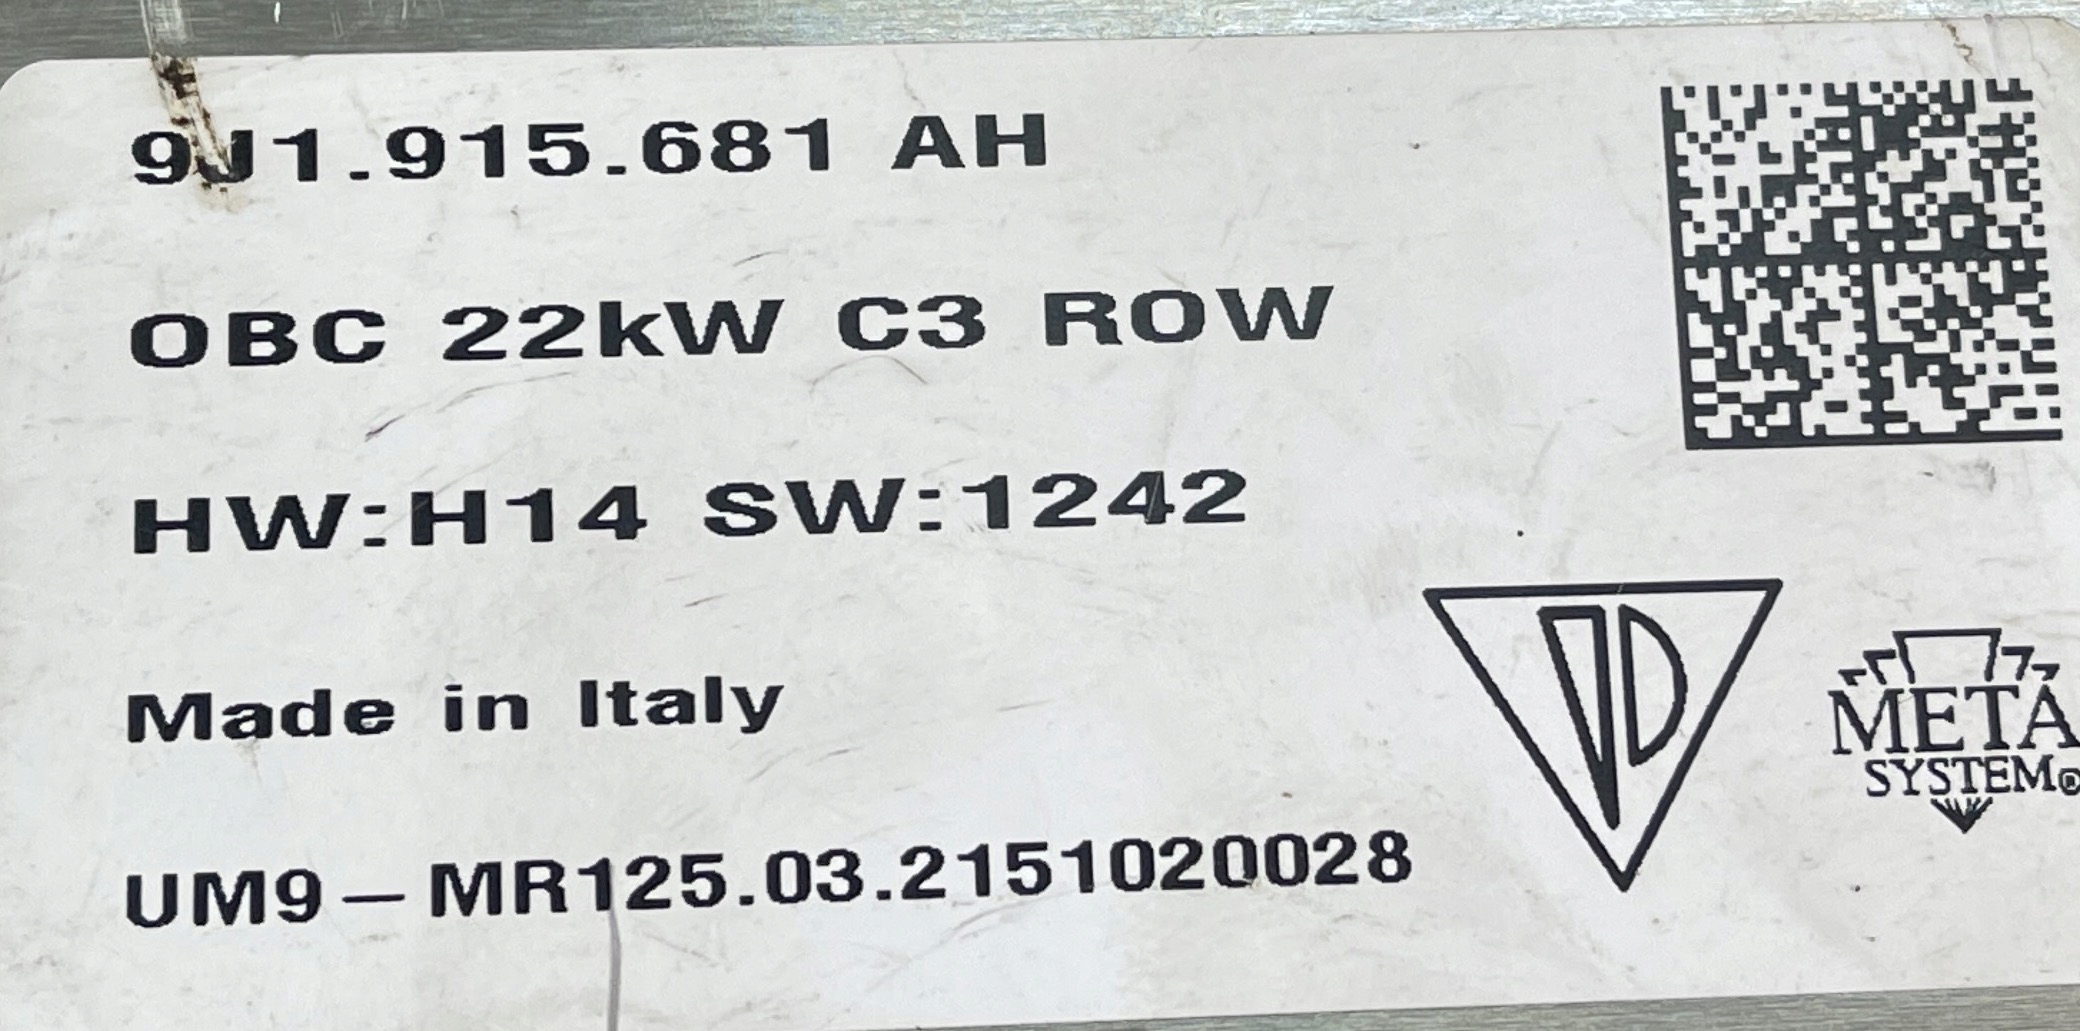 9J1.915.681 AH
OBC 22kW C3 ROW
HW:H14 SW:1242
Made in Italy
UM9-MR125.03.2151020028
META
SYSTEM®